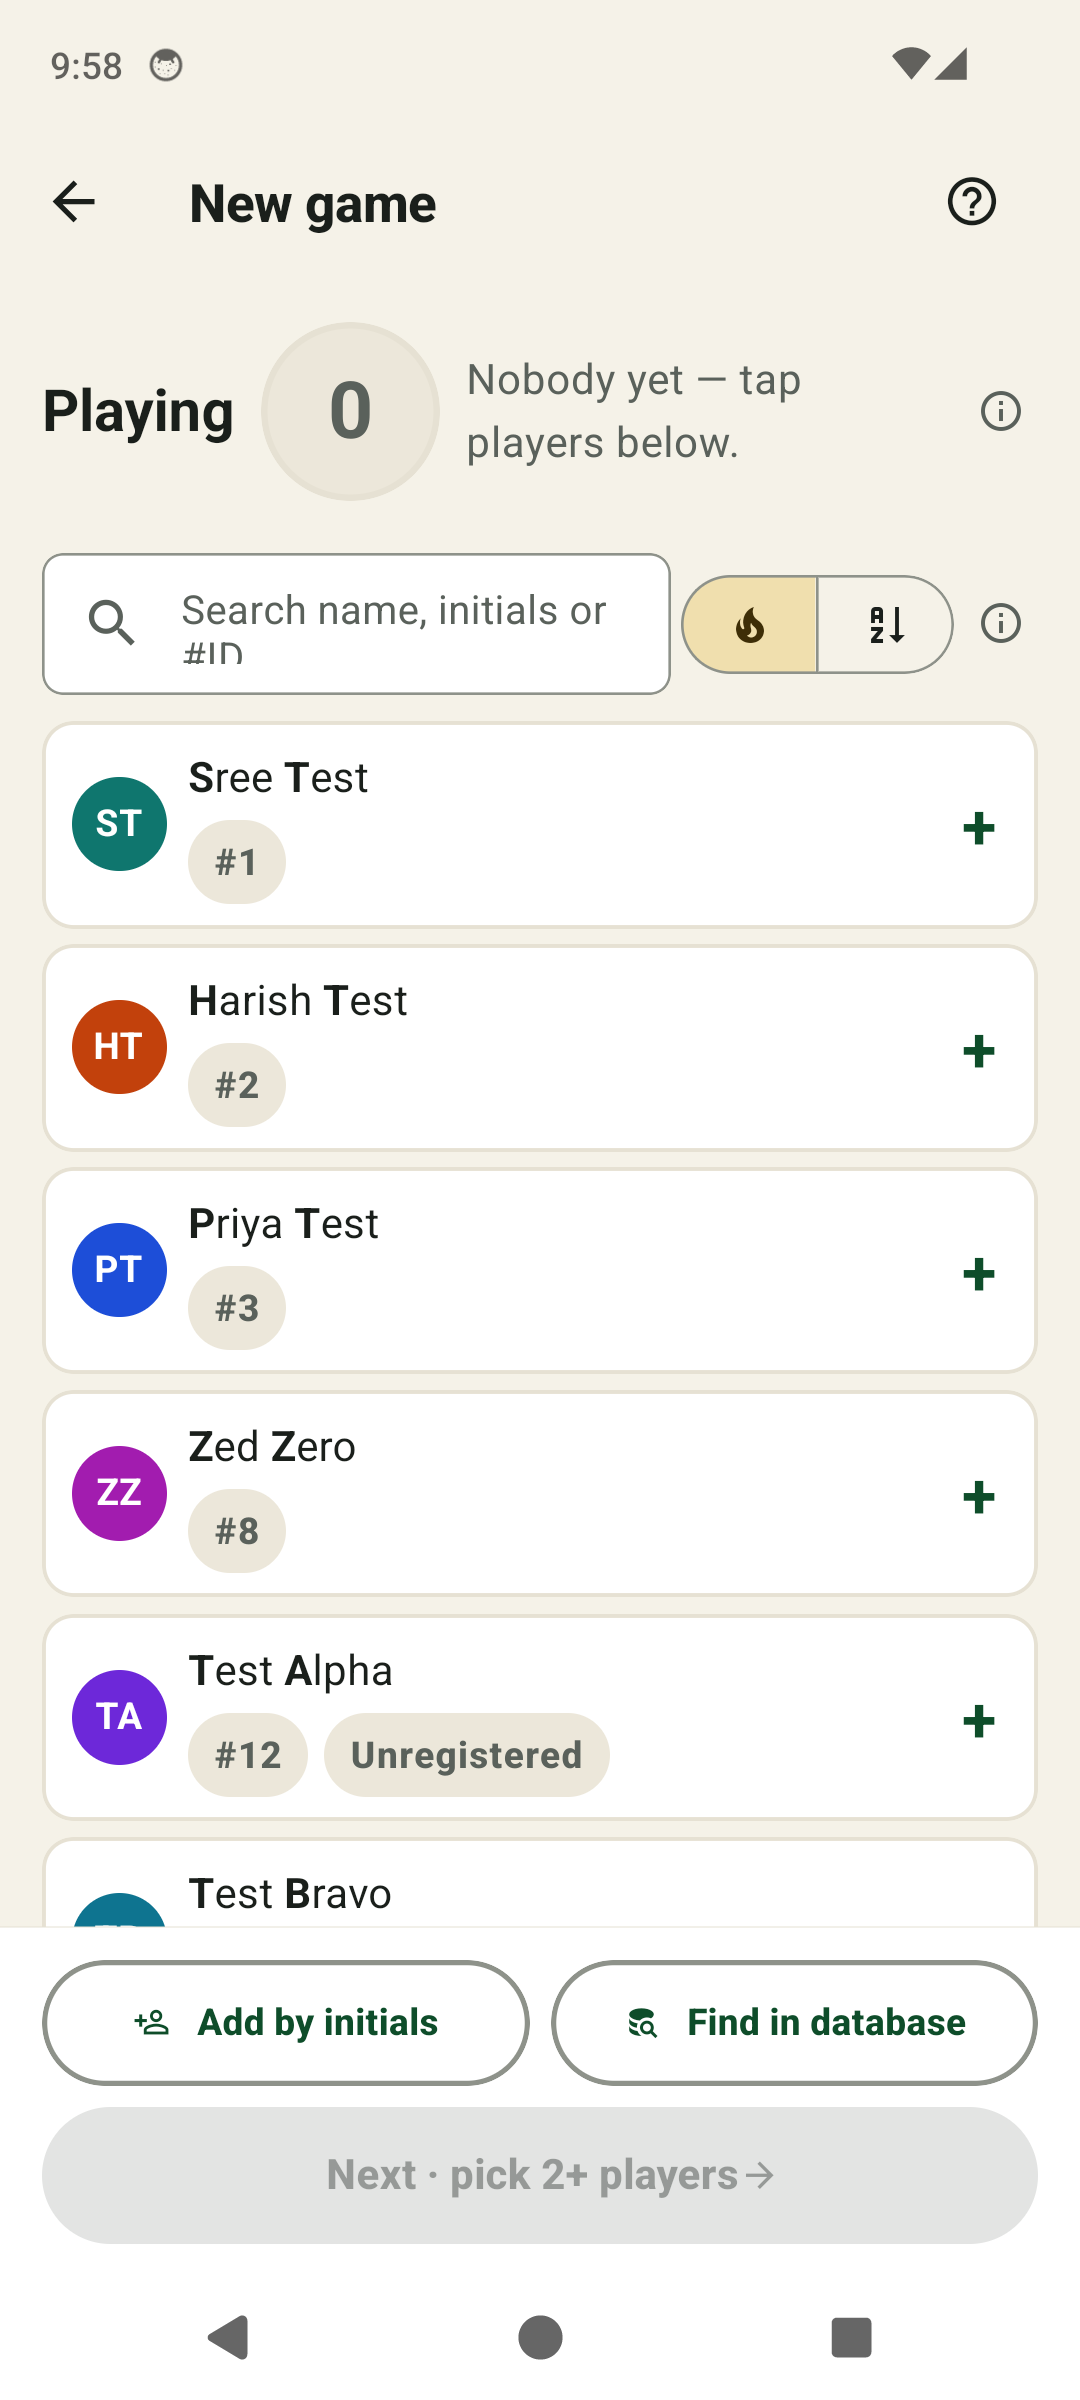 9:58
New game
Playing
0
Nobody yet — tap
players below.
Search name, initials or
#ID
A
Z
ST
Sree Test
#1
HT
Harish Test
#2
PT
Priya Test
#3
ZZ
Zed Zero
#8
TA
Test Alpha
#12
Unregistered
Test Bravo
Add by initials
Find in database
Next · pick 2+ players